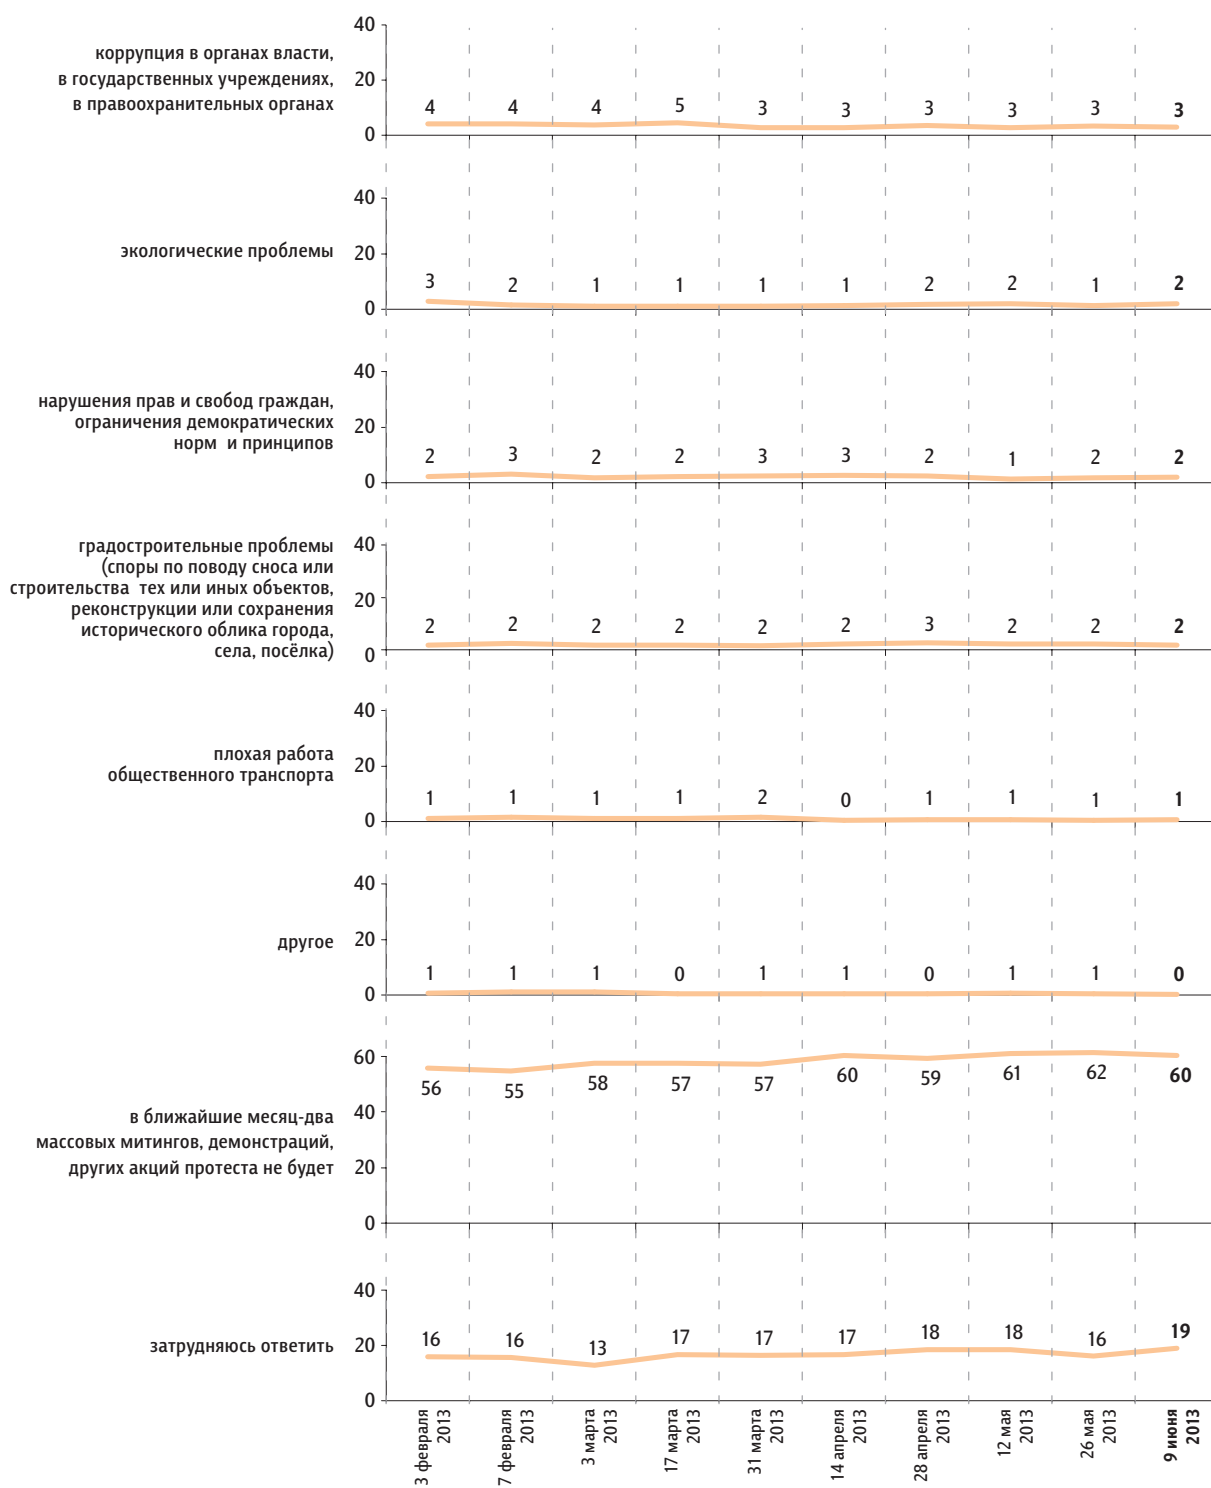 40
коррупция в органах власти,
в государственных учреждениях,
20
в правоохранительных органах
4 4 4 5 3 3 3 3 3 3
0
40
экологические проблемы 20
3 2 1 1 1 1 2 2 1 2
0
40
нарушения прав и свобод граждан,
ограничения демократических
20
норм и принципов
2 3 2 2 3 3 2 1 2 2
0
40
градостроительные проблемы
(споры по поводу сноса или
строительства тех или иных объектов,
20
реконструкции или сохранения
исторического облика города,
села, посёлка)
2 2 2 2 2 2 3 2 2 2
0
40
плохая работа
20
общественного транспорта
1 1 1 1 2 0 1 1 1 1
0
40
другое 20
1 1 1 0 1 1 0 1 1 0
0
60
56 55 58 57 57 60 59 61 62 60
в ближайшие месяц-два
40
массовых митингов, демонстраций,
других акций протеста не будет
20
0
40
затрудняюсь ответить 20
16 16 13 17 17 17 18 18 16 19
0
3 февраля
2013
7 февраля
2013
3 марта
2013
17 марта
2013
31 марта
2013
14 апреля
2013
28 апреля
2013
12 мая
2013
26 мая
2013
9 июня
2013